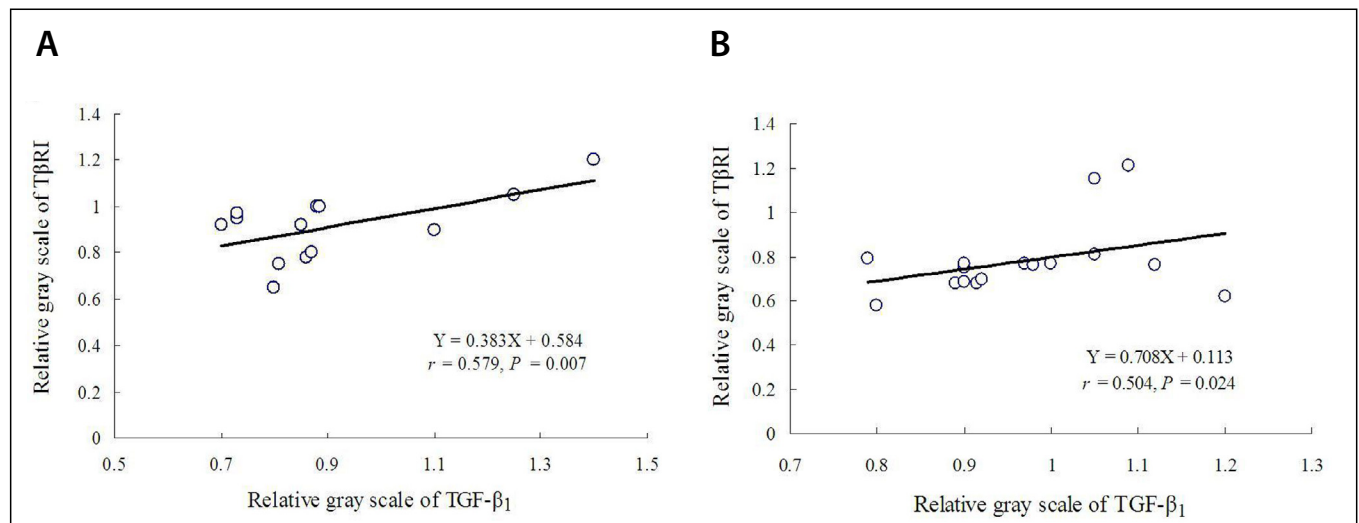 A
Relative gray scale of TβRI
1.4
1.2
1
0.8
0.6
0.4
0.2
0
Y = 0.383X + 0.584
r = 0.579, P = 0.007
0.5 0.7 0.9 1.1 1.3 1.5
Relative gray scale of TGF-β1
B
Relative gray scale of TβRI
1.4
1.2
1
0.8
0.6
0.4
0.2
0
Y = 0.708X + 0.113
r = 0.504, P = 0.024
0.7 0.8 0.9 1 1.1 1.2 1.3
Relative gray scale of TGF-β1